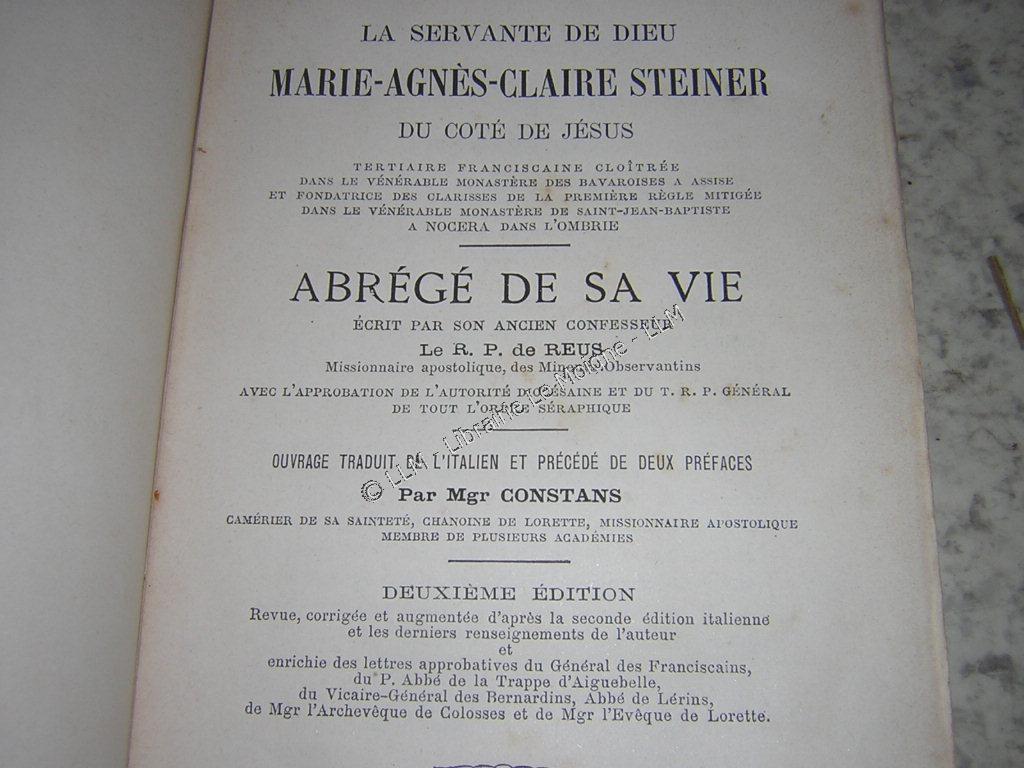 LA SERVANTE DE DIEU
MARIE-AGNÈS-CLAIRE STEINER
DU COTÉ DE JÉSUS
TERTIAIRE FRANCISCAINE CLOÎTRÉE
DANS LE VÉNÉRABLE MONASTÈRE DES BAVAROISES A ASSISE
ET FONDATRICE DES CLARISSES DE LA PREMIÈRE RÈGLE MITIGÉE
DANS LE VÉNÉRABLE MONASTÈRE DE SAINT-JEAN-BAPTISTE
A NOCERA DANS L'OMBRIE
ABRÉGÉ DE SA VIE
ÉCRIT PAR SON ANCIEN CONFESSEUR
Le R. P. de REUS
Missionnaire apostolique, des Mineurs Observantins
AVEC L'APPROBATION DE L'AUTORITÉ DIOCÉSAINE ET DU T. R. P. GÉNÉRAL
DE TOUT L'ORDRE SÉRAPHIQUE
OUVRAGE TRADUIT DE L'ITALIEN ET PRÉCÉDÉ DE DEUX PRÉFACES
Par Mgr CONSTANS
CAMÉRIER DE SA SAINTETÉ, CHANOINE DE LORETTE, MISSIONNAIRE APOSTOLIQUE
MEMBRE DE PLUSIEURS ACADÉMIES
DEUXIÈME ÉDITION
Revue, corrigée et augmentée d'après la seconde édition italienne
et les derniers renseignements de l'auteur
et
enrichie des lettres approbatives du Général des Franciscains,
du P. Abbé de la Trappe d'Aiguebelle,
du Vicaire-Général des Bernardins, Abbé de Lérins,
de Mgr l'Archevêque de Colosses et de Mgr l'Evêque de Lorette.
© LLM - Librairie Le-Moigne - LLM